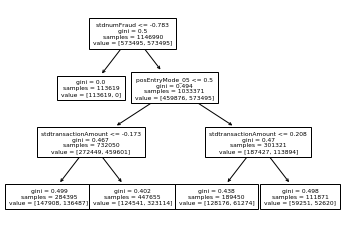 stdnumFraud <= -0.783
gini = 0.5
samples = 1146990
value = [573495, 573495]
gini = 0.0
samples = 113619
value = [113619, 0]
posEntryMode_05 <= 0.5
gini = 0.494
samples = 1033371
value = [459876, 573495]
stdtransactionAmount <= -0.173
gini = 0.467
samples = 732050
value = [272449, 459601]
stdtransactionAmount <= 0.208
gini = 0.47
samples = 301321
value = [187427, 113894]
gini = 0.499
samples = 284395
value = [147908, 136487]
gini = 0.402
samples = 447655
value = [124541, 323114]
gini = 0.438
samples = 189450
value = [128176, 61274]
gini = 0.498
samples = 111871
value = [59251, 52620]